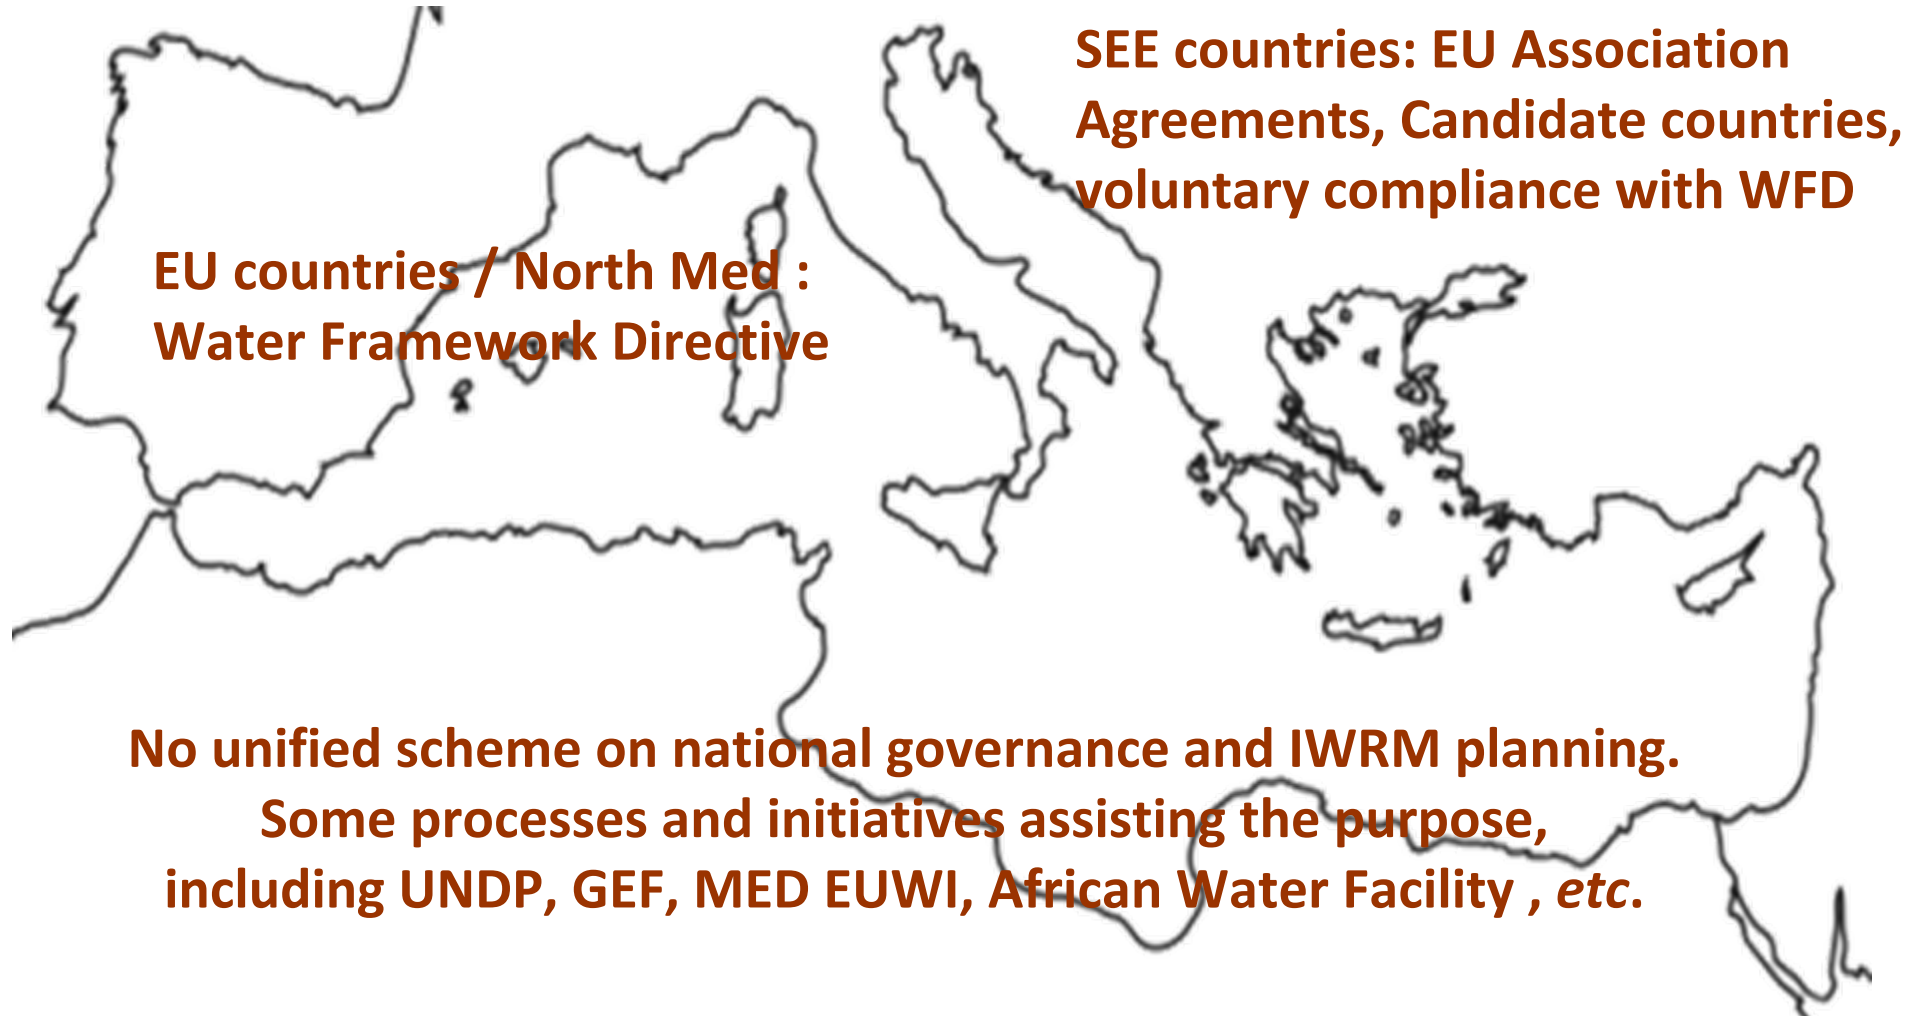 SEE countries: EU Association
Agreements, Candidate countries,
voluntary compliance with WFD
EU countries / North Med :
Water Framework Directive
No unified scheme on national governance and IWRM planning.
Some processes and initiatives assisting the purpose,
including UNDP, GEF, MED EUWI, African Water Facility , etc.